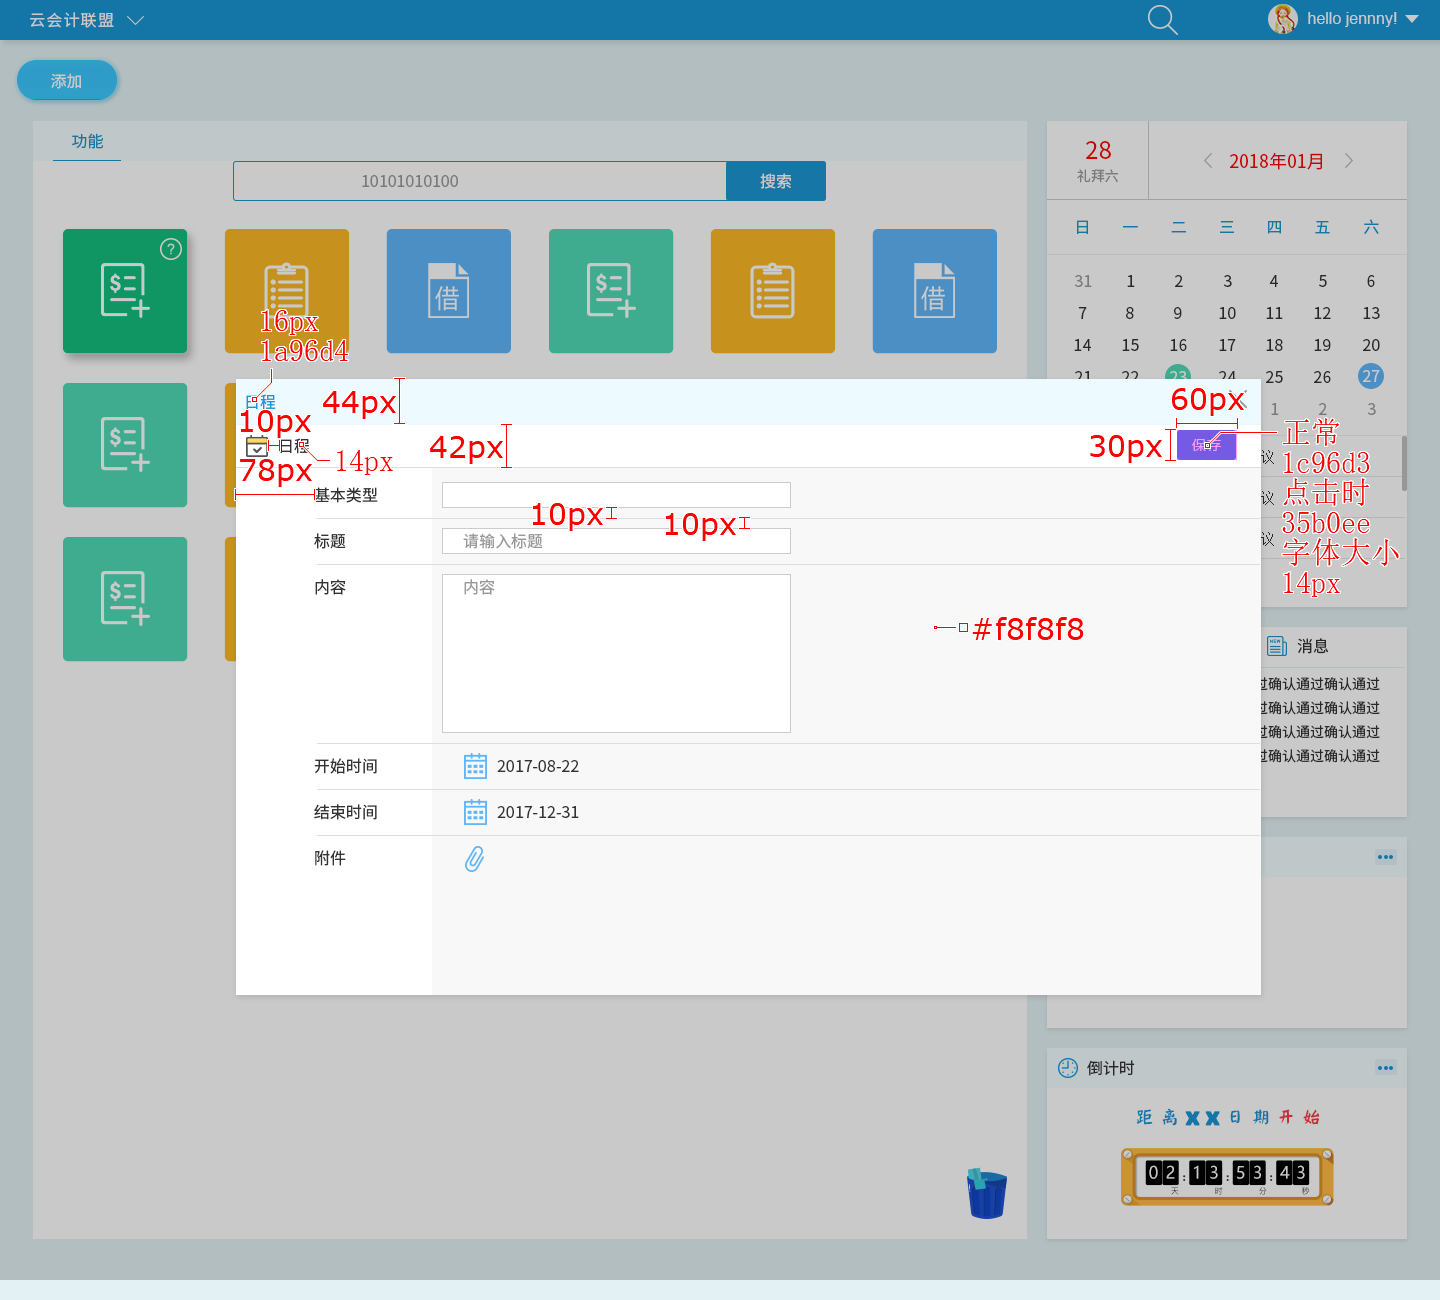 云会计联盟
hello jennny!
添加
功能
10101010100
搜索
28
礼拜六
2018年01月
日 一 二 三 四 五 六
31 1 2 3 4 5 6
7 8 9 10 11 12 13
14 15 16 17 18 19 20
21 22 23 24 25 26 27
1 2 3
?
借
借
16px
1a96d4
日程
44px
10px
日程
14px
42px
78px
60px
30px
保存
正常
1c96d3
点击时
35b0ee
字体大小
14px
议
议
议
基本类型
10px
10px
标题
请输入标题
内容
内容
#f8f8f8
开始时间
2017-08-22
结束时间
2017-12-31
附件
NEW
消息
过确认通过确认通过
过确认通过确认通过
过确认通过确认通过
过确认通过确认通过
倒计时
距离XX日期开始
02:13:53:43
天 时 分 秒